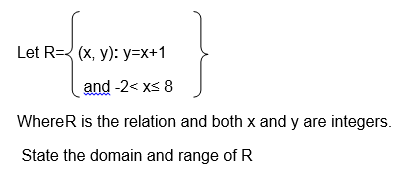 Let R= (x, y): y=x+1
and -2< x≤ 8
WhereR is the relation and both x and y are integers.
State the domain and range of R